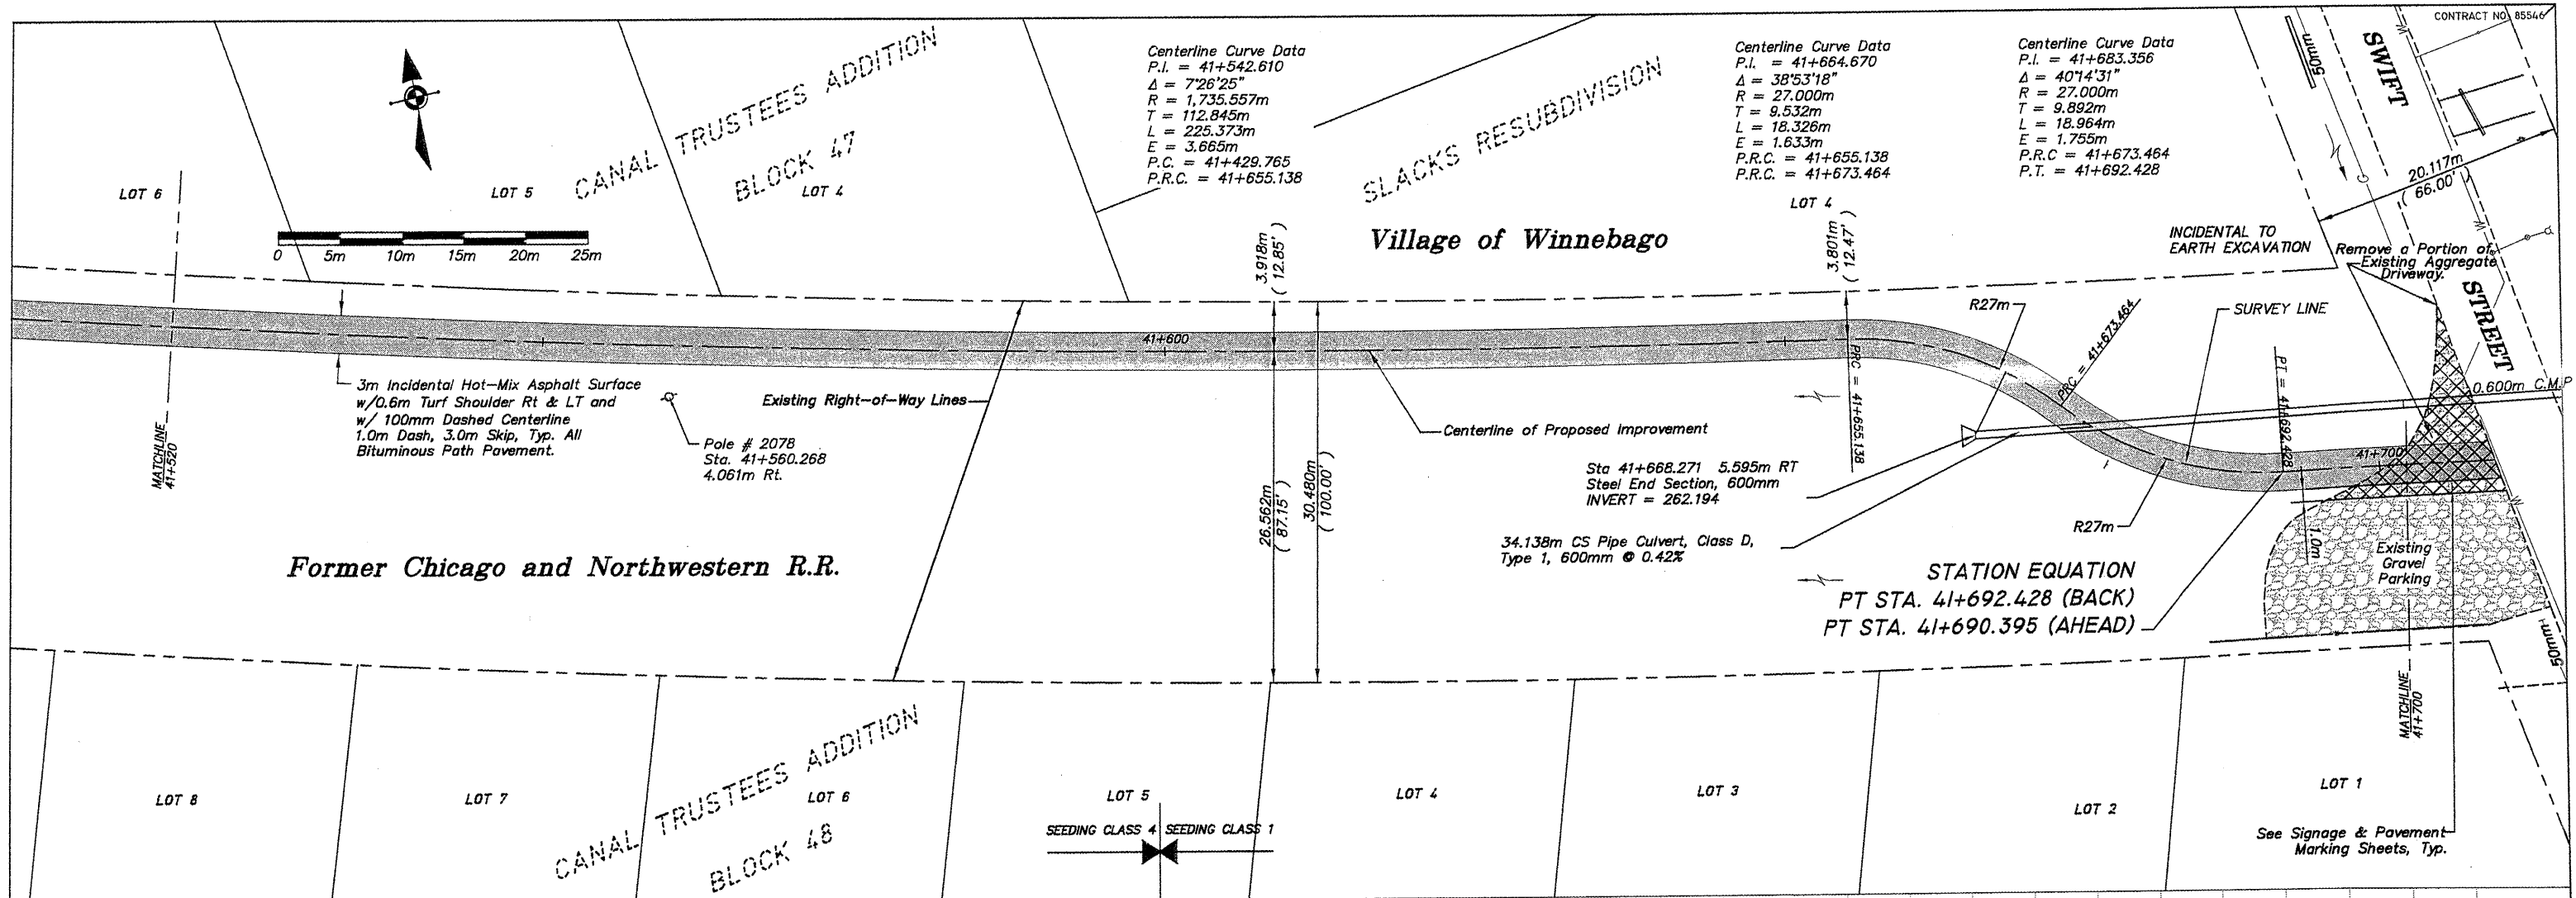 CONTRACT NO. 85546
Centerline Curve Data
P.I. = 41+542.610
Δ = 7°26'25"
R = 1,735.557m
T = 112.845m
L = 225.373m
E = 3.665m
P.C. = 41+429.765
P.R.C. = 41+655.138
Centerline Curve Data
P.I. = 41+664.670
Δ = 38°53'18"
R = 27.000m
T = 9.532m
L = 18.326m
E = 1.633m
P.R.C. = 41+655.138
P.R.C. = 41+673.464
Centerline Curve Data
P.I. = 41+683.356
Δ = 40°14'31"
R = 27.000m
T = 9.892m
L = 18.964m
E = 1.755m
P.R.C = 41+673.464
P.T. = 41+692.428
50mm
SWIFT
STREET
20.117m
( 66.00' )
CANAL TRUSTEES ADDITION
BLOCK 47
SLACKS RESUBDIVISION
LOT 6
LOT 5
LOT 4
LOT 4
0 5m 10m 15m 20m 25m
Village of Winnebago
3.918m
( 12.85' )
3.801m
( 12.47' )
INCIDENTAL TO
EARTH EXCAVATION
Remove a Portion of
Existing Aggregate
Driveway.
R27m
PRC = 41+673.464
SURVEY LINE
41+600
PRC = 41+655.138
PT = 41+692.428
0.600m C.M.P
41+700
3m Incidental Hot-Mix Asphalt Surface
w/0.6m Turf Shoulder Rt & LT and
w/ 100mm Dashed Centerline
1.0m Dash, 3.0m Skip, Typ. All
Bituminous Path Pavement.
MATCHLINE
41+520
Pole # 2078
Sta. 41+560.268
4.061m Rt.
Existing Right-of-Way Lines
Centerline of Proposed Improvement
26.562m
( 87.15' )
30.480m
( 100.00' )
Sta 41+668.271 5.595m RT
Steel End Section, 600mm
INVERT = 262.194
34.138m CS Pipe Culvert, Class D,
Type 1, 600mm @ 0.42%
R27m
1.0m
Existing
Gravel
Parking
Former Chicago and Northwestern R.R.
STATION EQUATION
PT STA. 41+692.428 (BACK)
PT STA. 41+690.395 (AHEAD)
50mm
MATCHLINE
41+700
LOT 8
LOT 7
LOT 6
LOT 5
LOT 4
LOT 3
LOT 2
LOT 1
CANAL TRUSTEES ADDITION
BLOCK 48
SEEDING CLASS 4
SEEDING CLASS 1
See Signage & Pavement
Marking Sheets, Typ.